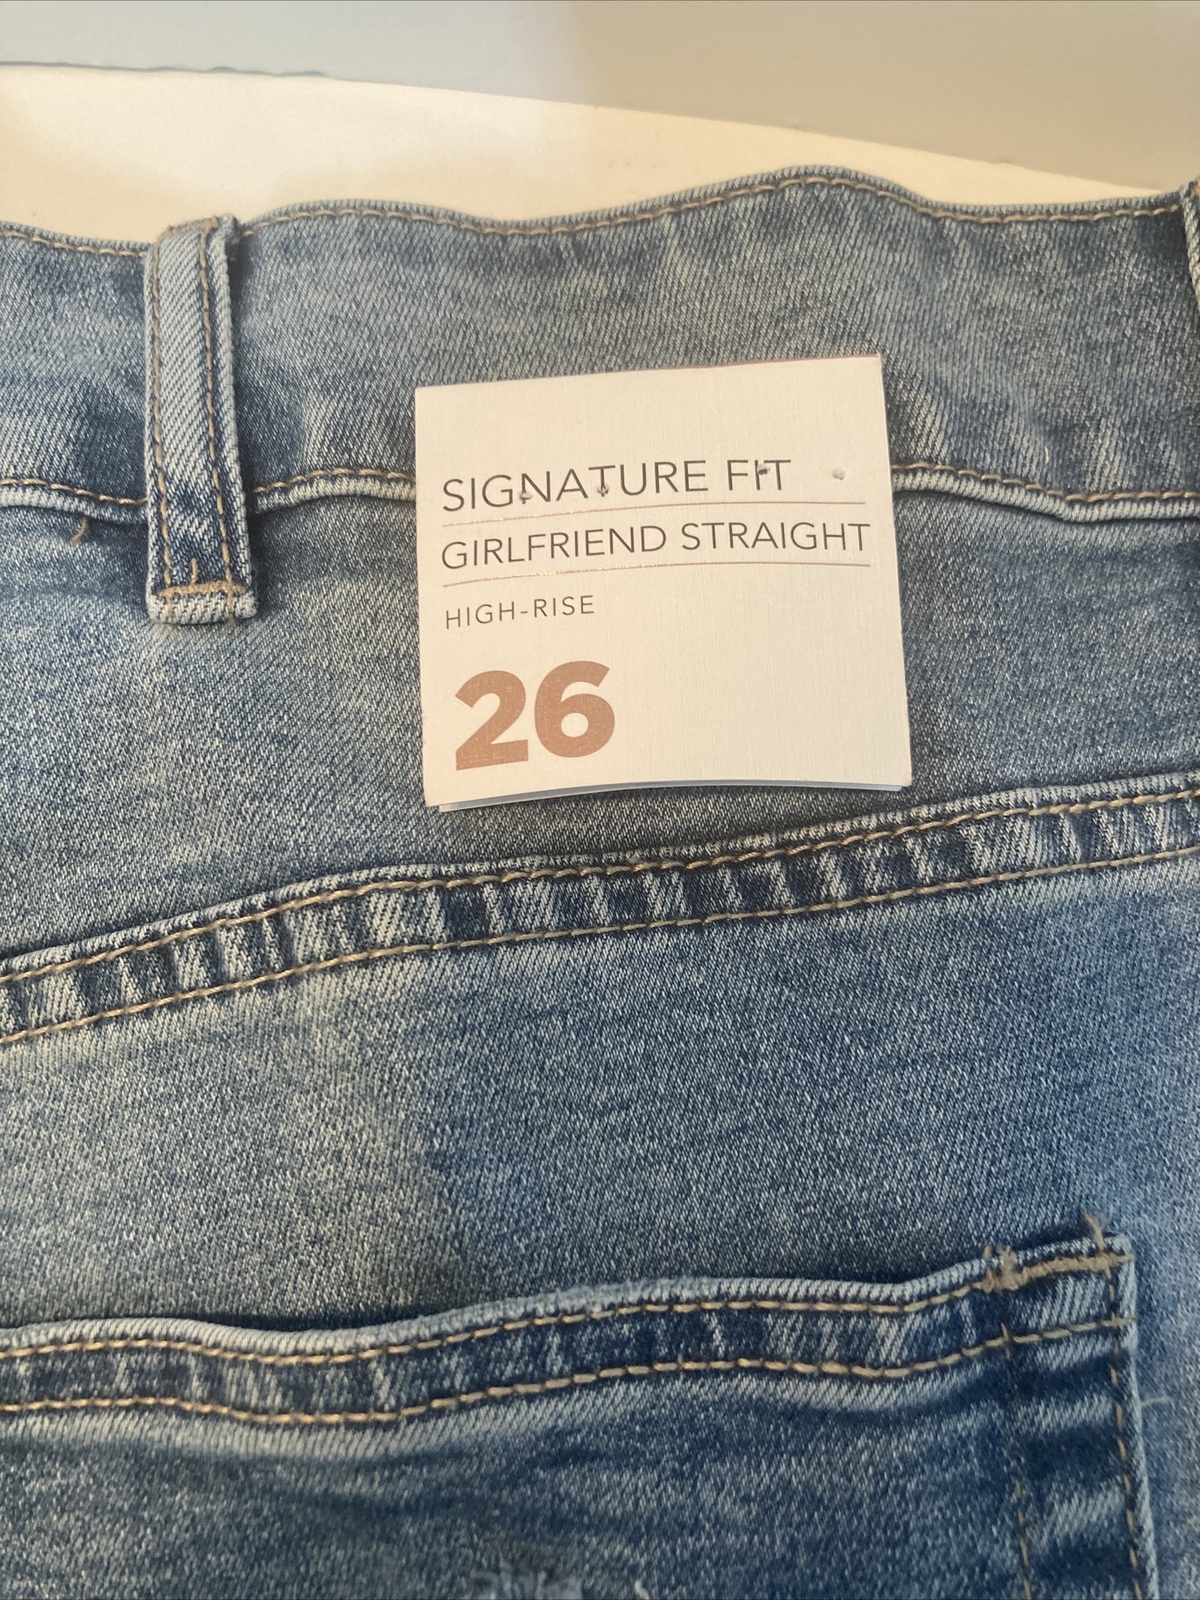 SIGNATURE FIT
GIRLFRIEND STRAIGHT
HIGH-RISE
26